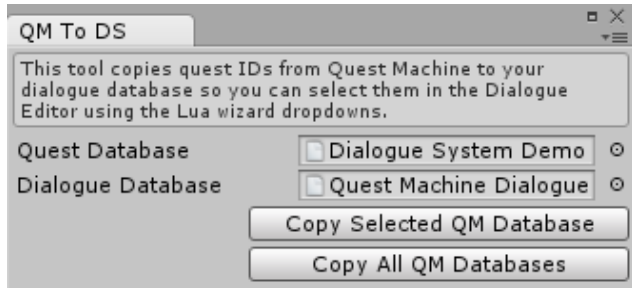 QM To DS
This tool copies quest IDs from Quest Machine to your
dialogue database so you can select them in the Dialogue
Editor using the Lua wizard dropdowns.
Quest Database Dialogue System Demo
Dialogue Database Quest Machine Dialogue
Copy Selected QM Database
Copy All QM Databases